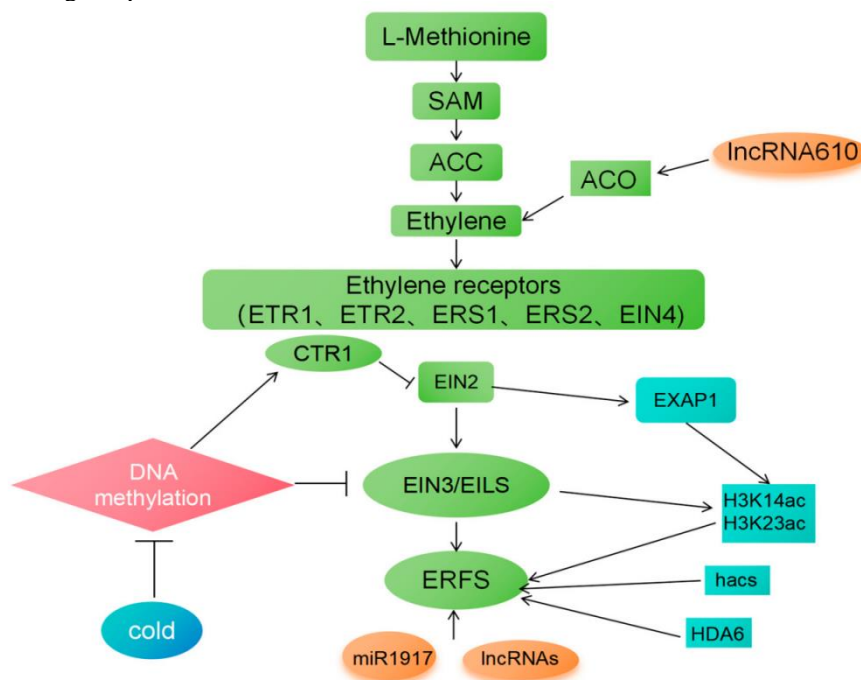 L-Methionine
SAM
ACC
ACO
lncRNA610
Ethylene
Ethylene receptors
(ETR1、ETR2、ERS1、ERS2、EIN4)
CTR1
EIN2
EXAP1
DNA
methylation
EIN3/EILS
H3K14ac
H3K23ac
ERFS
hacs
cold
HDA6
miR1917
lncRNAs